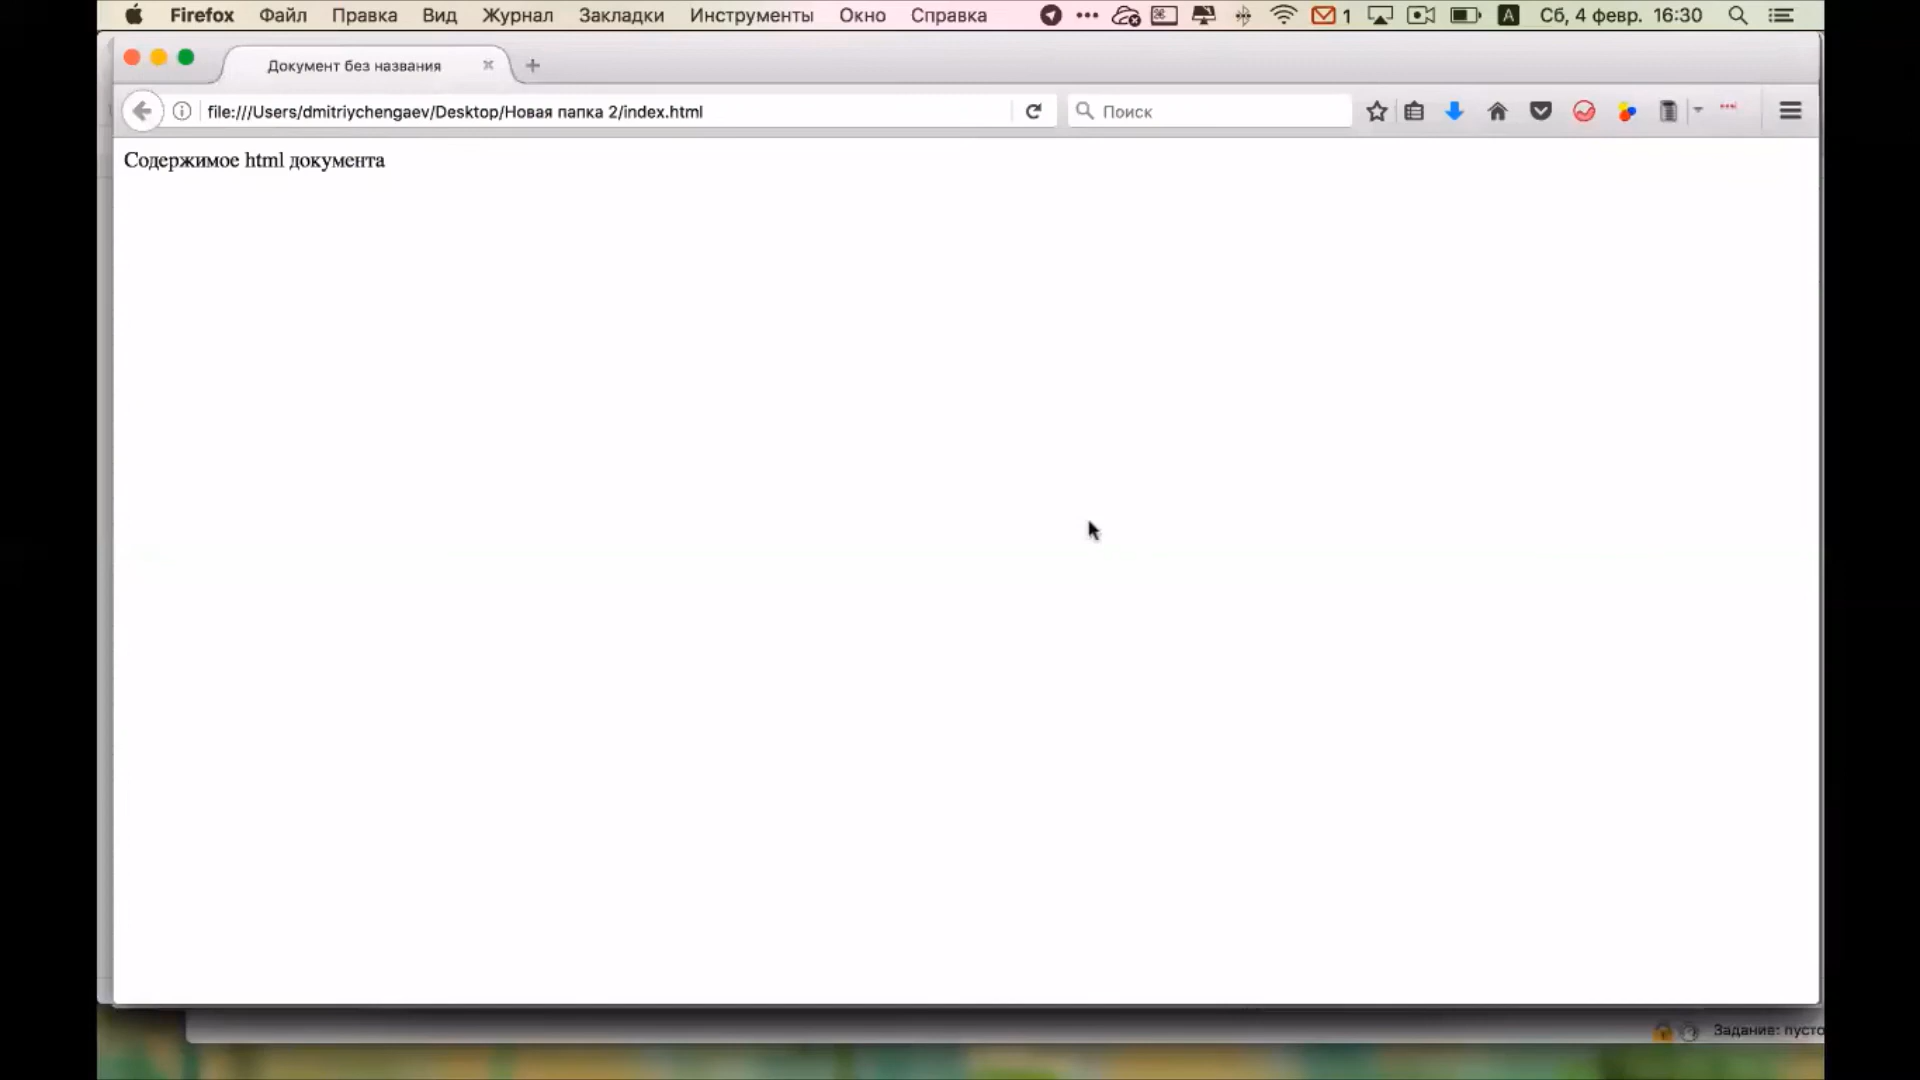 Firefox Файл Правка Вид Журнал Закладки Инструменты Окно Справка 1 A Сб, 4 февр. 16:30
Документ без названия
file:///Users/dmitriychengaev/Desktop/Новая папка 2/index.html Поиск
Содержимое html документа
Задание: пусто